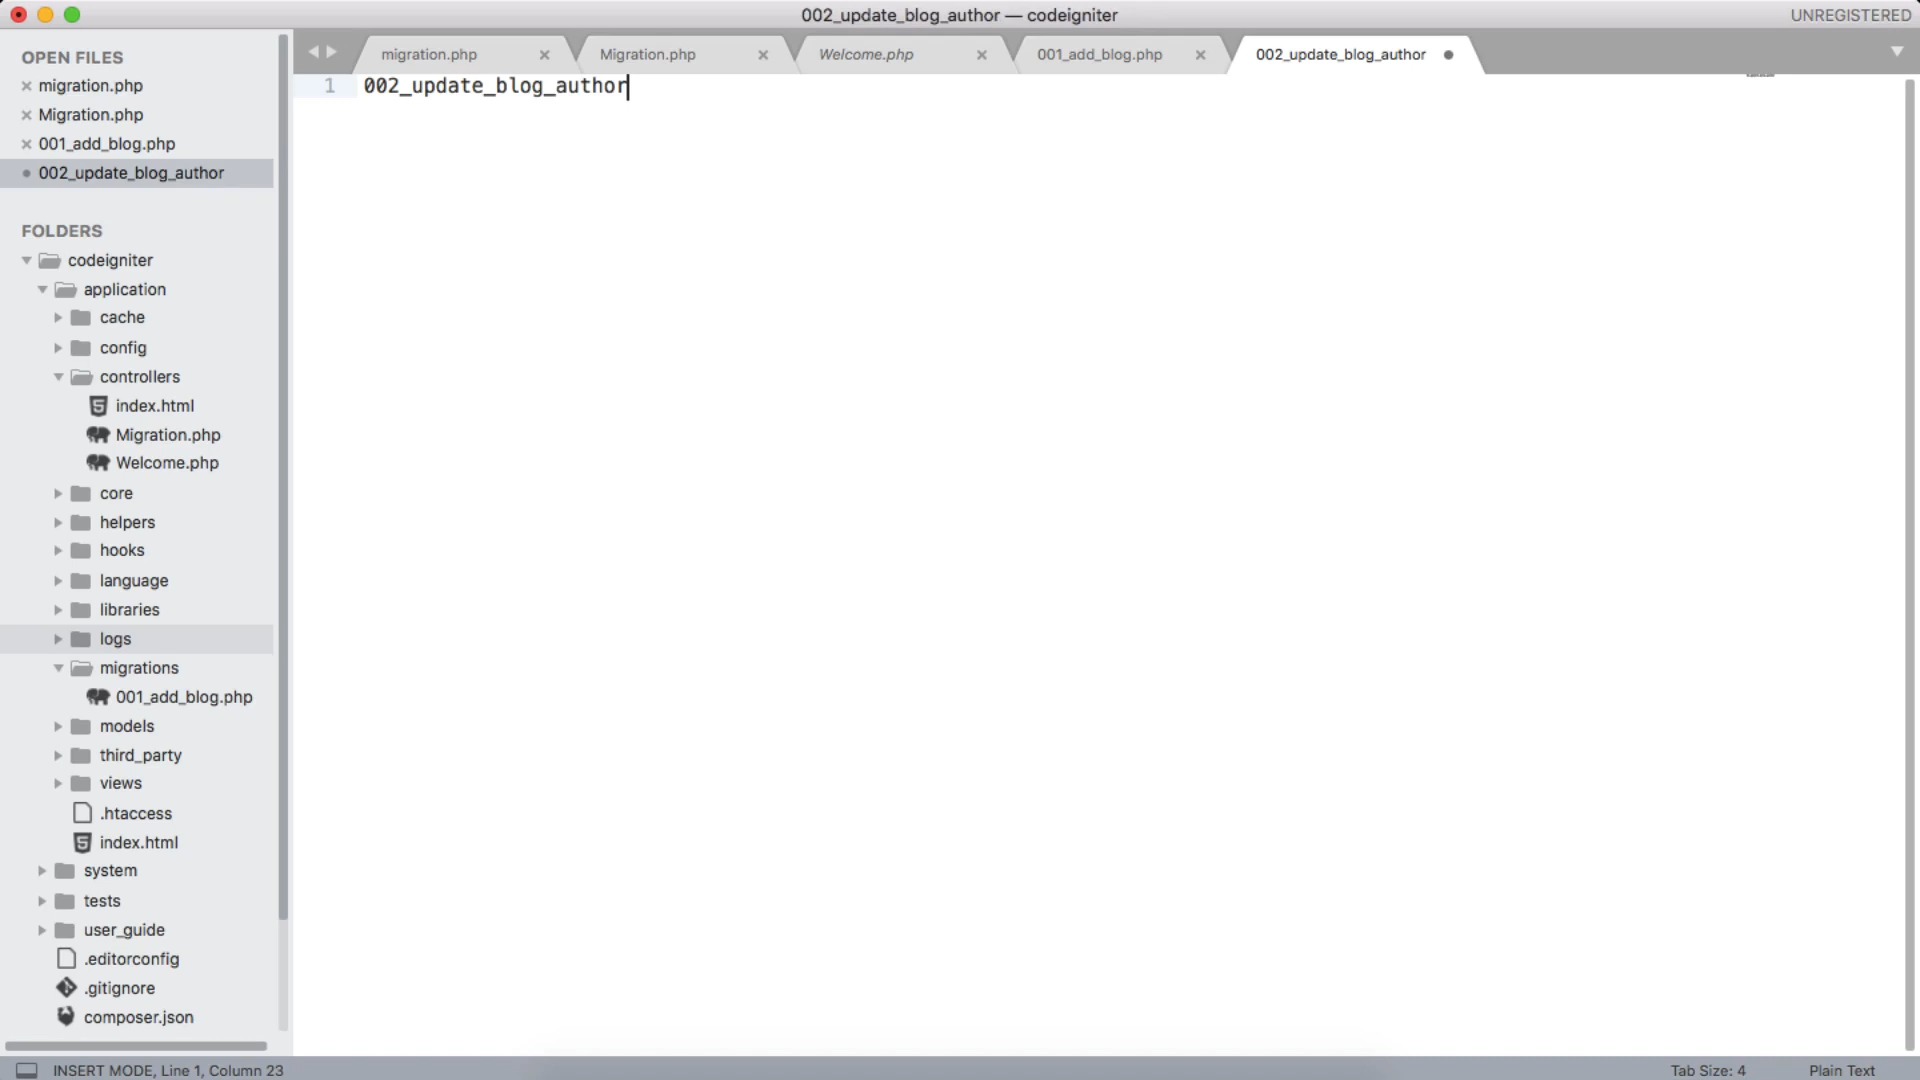 002_update_blog_author — codeigniter
UNREGISTERED
OPEN FILES
migration.php
Migration.php
001_add_blog.php
002_update_blog_author
FOLDERS
codeigniter
application
cache
config
controllers
index.html
Migration.php
Welcome.php
core
helpers
hooks
language
libraries
logs
migrations
001_add_blog.php
models
third_party
views
.htaccess
index.html
system
tests
user_guide
.editorconfig
.gitignore
composer.json
migration.php
Migration.php
Welcome.php
001_add_blog.php
002_update_blog_author
1 002_update_blog_author
INSERT MODE, Line 1, Column 23
Tab Size: 4
Plain Text